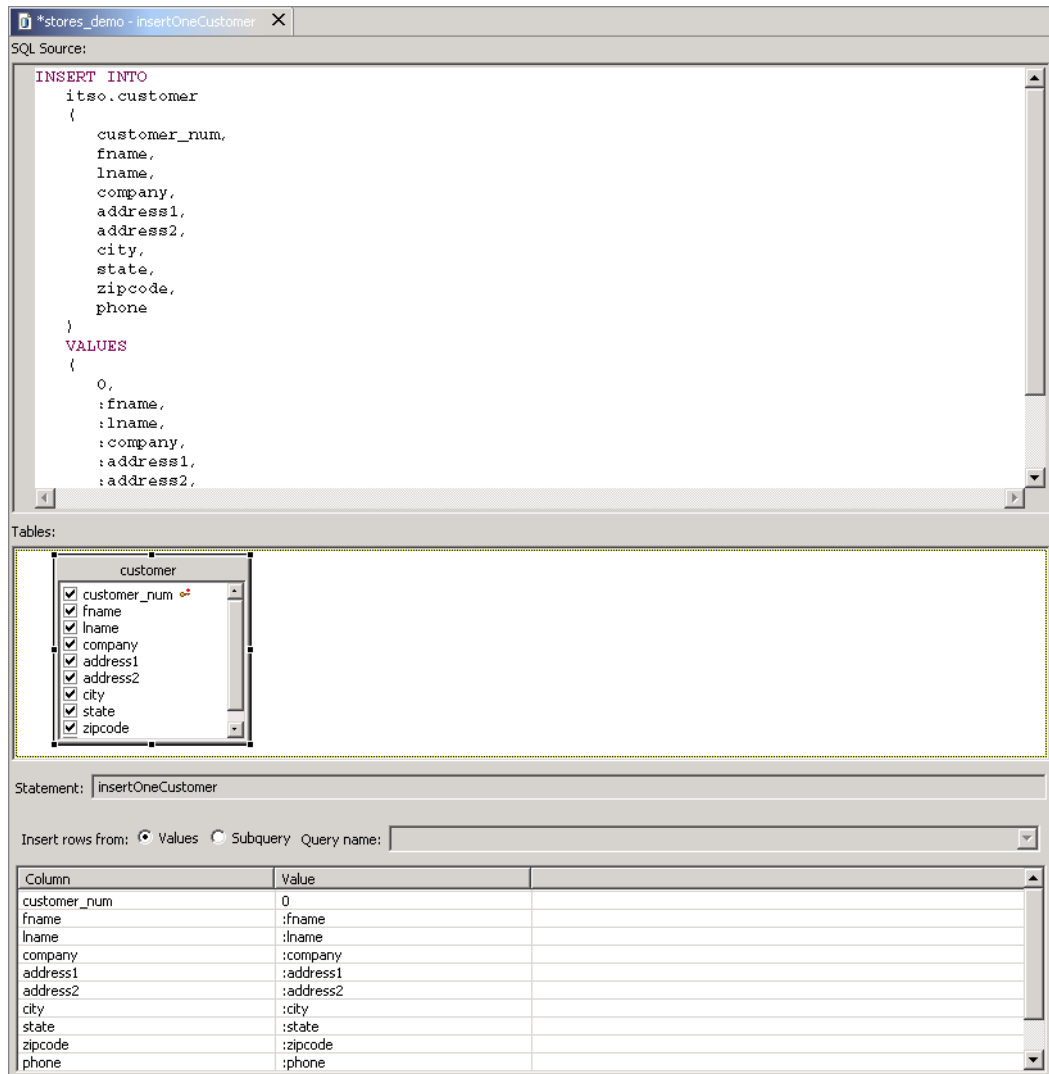 *stores_demo - insertOneCustomer
SQL Source:
INSERT INTO
itso.customer
(
customer_num,
fname,
lname,
company,
address1,
address2,
city,
state,
zipcode,
phone
)
VALUES
(
0,
:fname,
:lname,
:company,
:address1,
:address2,
Tables:
customer
customer_num
fname
lname
company
address1
address2
city
state
zipcode
Statement: insertOneCustomer
Insert rows from: Values Subquery Query name:
Column Value
customer_num 0
fname :fname
lname :lname
company :company
address1 :address1
address2 :address2
city :city
state :state
zipcode :zipcode
phone :phone